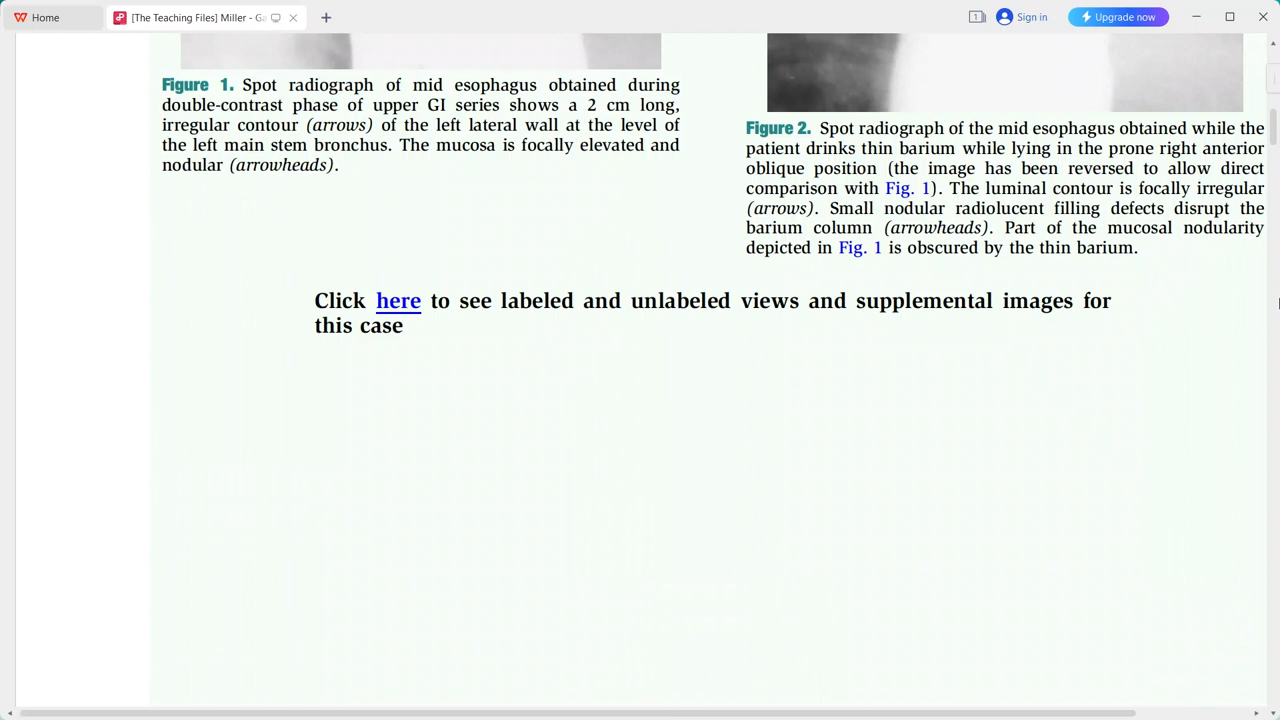 Home
[The Teaching Files] Miller - Ga
1
Sign in
Upgrade now
Figure 1. Spot radiograph of mid esophagus obtained during
double-contrast phase of upper GI series shows a 2 cm long,
irregular contour (arrows) of the left lateral wall at the level of
the left main stem bronchus. The mucosa is focally elevated and
nodular (arrowheads).
Figure 2. Spot radiograph of the mid esophagus obtained while the
patient drinks thin barium while lying in the prone right anterior
oblique position (the image has been reversed to allow direct
comparison with Fig. 1). The luminal contour is focally irregular
(arrows). Small nodular radiolucent filling defects disrupt the
barium column (arrowheads). Part of the mucosal nodularity
depicted in Fig. 1 is obscured by the thin barium.
Click here to see labeled and unlabeled views and supplemental images for
this case